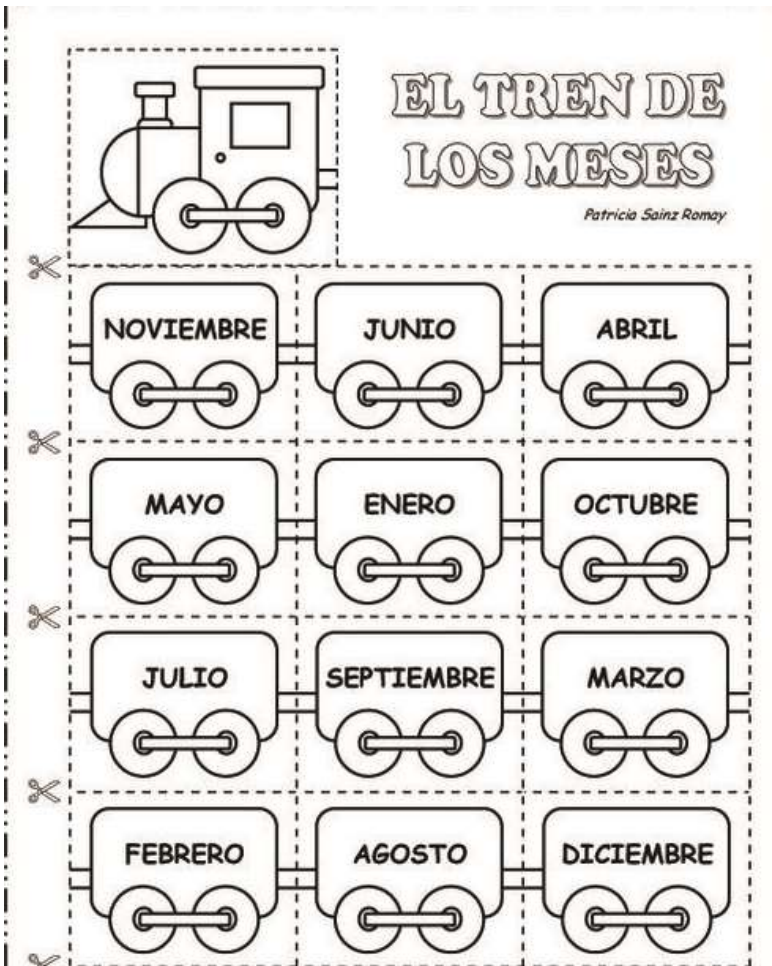 EL TREN DE
LOS MESES
Patricia Sainz Romay
NOVIEMBRE
JUNIO
ABRIL
MAYO
ENERO
OCTUBRE
JULIO
SEPTIEMBRE
MARZO
FEBRERO
AGOSTO
DICIEMBRE